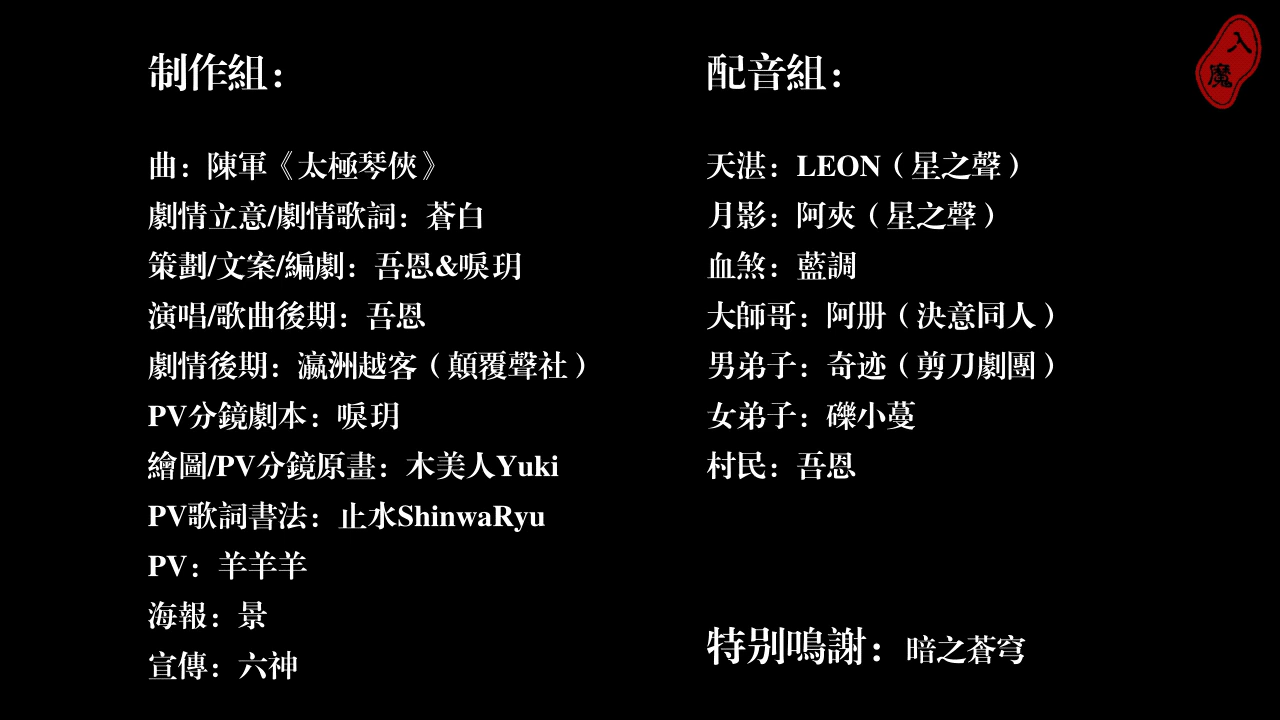 制作組：
曲：陳軍《太極琴俠》
劇情立意/劇情歌詞：蒼白
策劃/文案/編劇：吾恩&唳玥
演唱/歌曲後期：吾恩
劇情後期：瀛洲越客（顛覆聲社）
PV分鏡劇本：唳玥
繪圖/PV分鏡原畫：木美人Yuki
PV歌詞書法：止水ShinwaRyu
PV：羊羊羊
海報：景
宣傳：六神
配音組：
天湛：LEON（星之聲）
月影：阿夾（星之聲）
血煞：藍調
大師哥：阿册（決意同人）
男弟子：奇迹（剪刀劇團）
女弟子：礫小蔓
村民：吾恩
特别鳴謝：暗之蒼穹
入魔